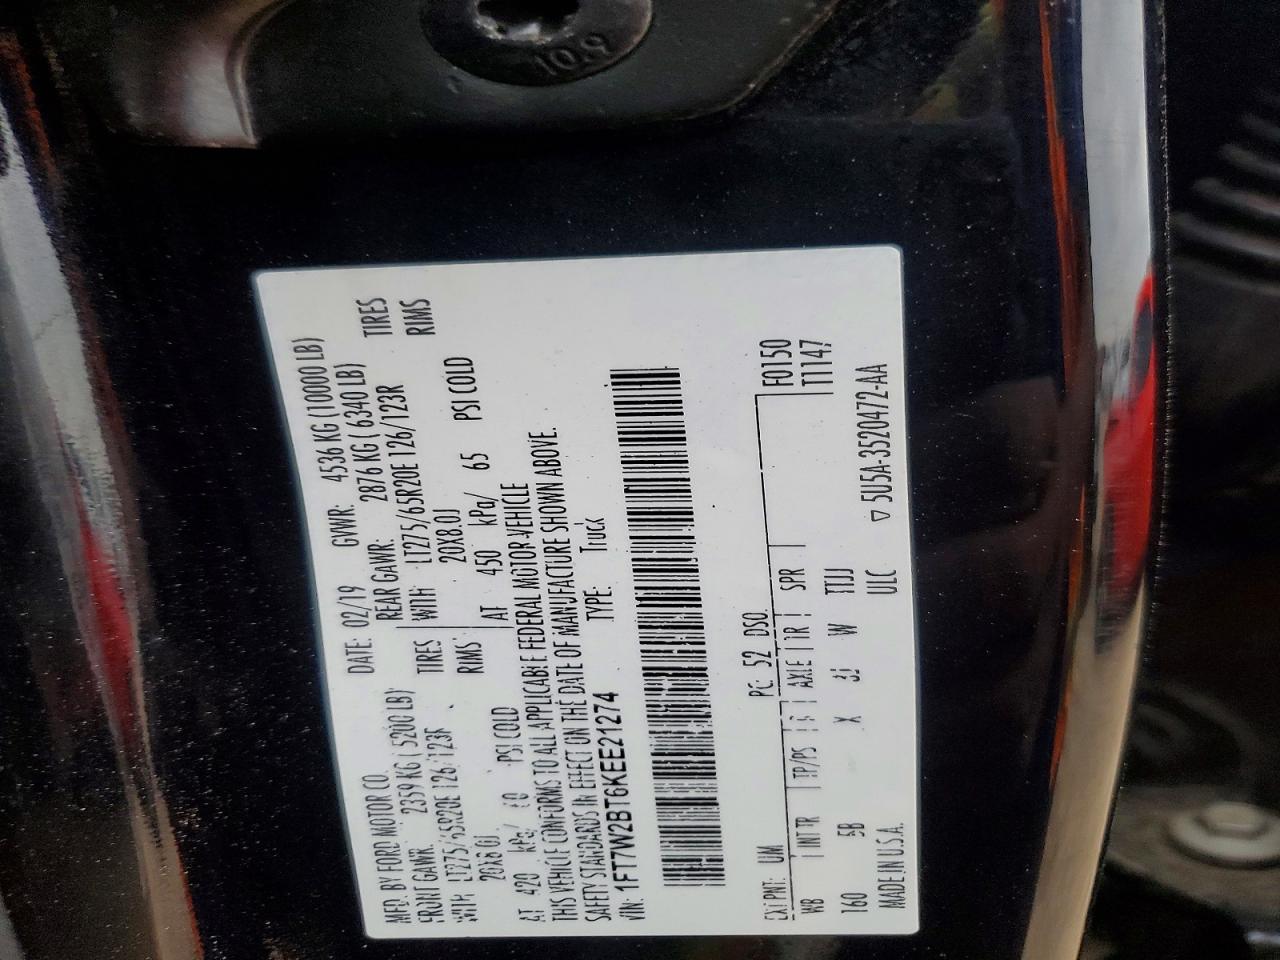 10.9
MFD. BY FORD MOTOR CO.
DATE: 02/19 GVWR: 4536 KG (10000 LB)
FRONT GAWR: 2359 KG (5200 LB)
REAR GAWR: 2876 KG (6340 LB)
WITH LT275/65R20E 126/123R TIRES
WITH LT275/65R20E 126/123R TIRES
20X8.0J RIMS
20X8.0J RIMS
AT 420 kPa/ 60 PSI COLD
AT 450 kPa/ 65 PSI COLD
THIS VEHICLE CONFORMS TO ALL APPLICABLE FEDERAL MOTOR VEHICLE
SAFETY STANDARDS IN EFFECT ON THE DATE OF MANUFACTURE SHOWN ABOVE.
VIN: 1FT7W2BT6KEE21274 TYPE: Truck
EXT PNT: UM PC: 52 DSO: F0150
WB INT TR TP/PS R AXLE TR SPR T1147
160 5B X 3J W TIJJ
MADE IN U.S.A. ULC ▽ 5U5A-3520472-AA